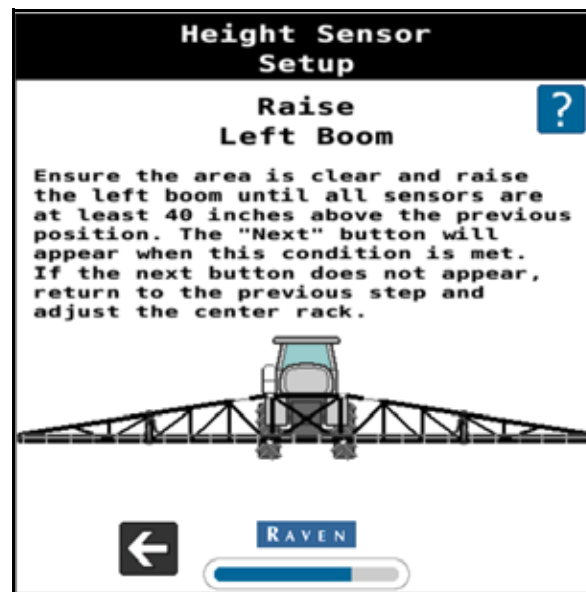 Height Sensor
Setup
Raise
Left Boom
?
Ensure the area is clear and raise
the left boom until all sensors are
at least 40 inches above the previous
position. The "Next" button will
appear when this condition is met.
If the next button does not appear,
return to the previous step and
adjust the center rack.
RAVEN